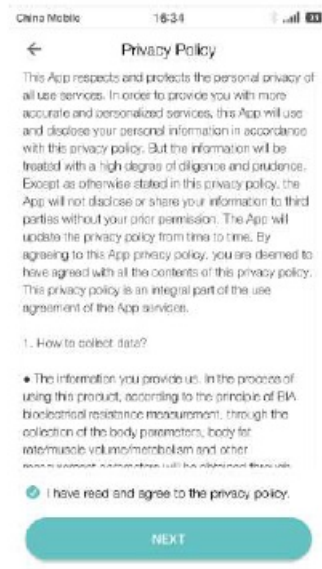 China Mobile 16:34
Privacy Policy
This App respects and protects the personal privacy of
all use services. In order to provide you with more
accurate and personalized services, this App will use
and disclose your personal information in accordance
with this privacy policy. But the information will be
treated with a high degree of diligence and prudence.
Except as otherwise stated in this privacy policy, the
App will not disclose or share your information to third
parties without your prior permission. The App will
update the privacy policy from time to time. By
agreeing to this App privacy policy, you are deemed to
have agreed with all the contents of this privacy policy.
This privacy policy is an integral part of the use
agreement of the App services.
1. How to collect data?
● The information you provide us. In the process of
using this product, according to the principle of BIA
bioelectrical resistance measurement, through the
collection of the body parameters, body fat
rate/muscle volume/metabolism and other
measurement parameters will be obtained through
I have read and agree to the privacy policy.
NEXT